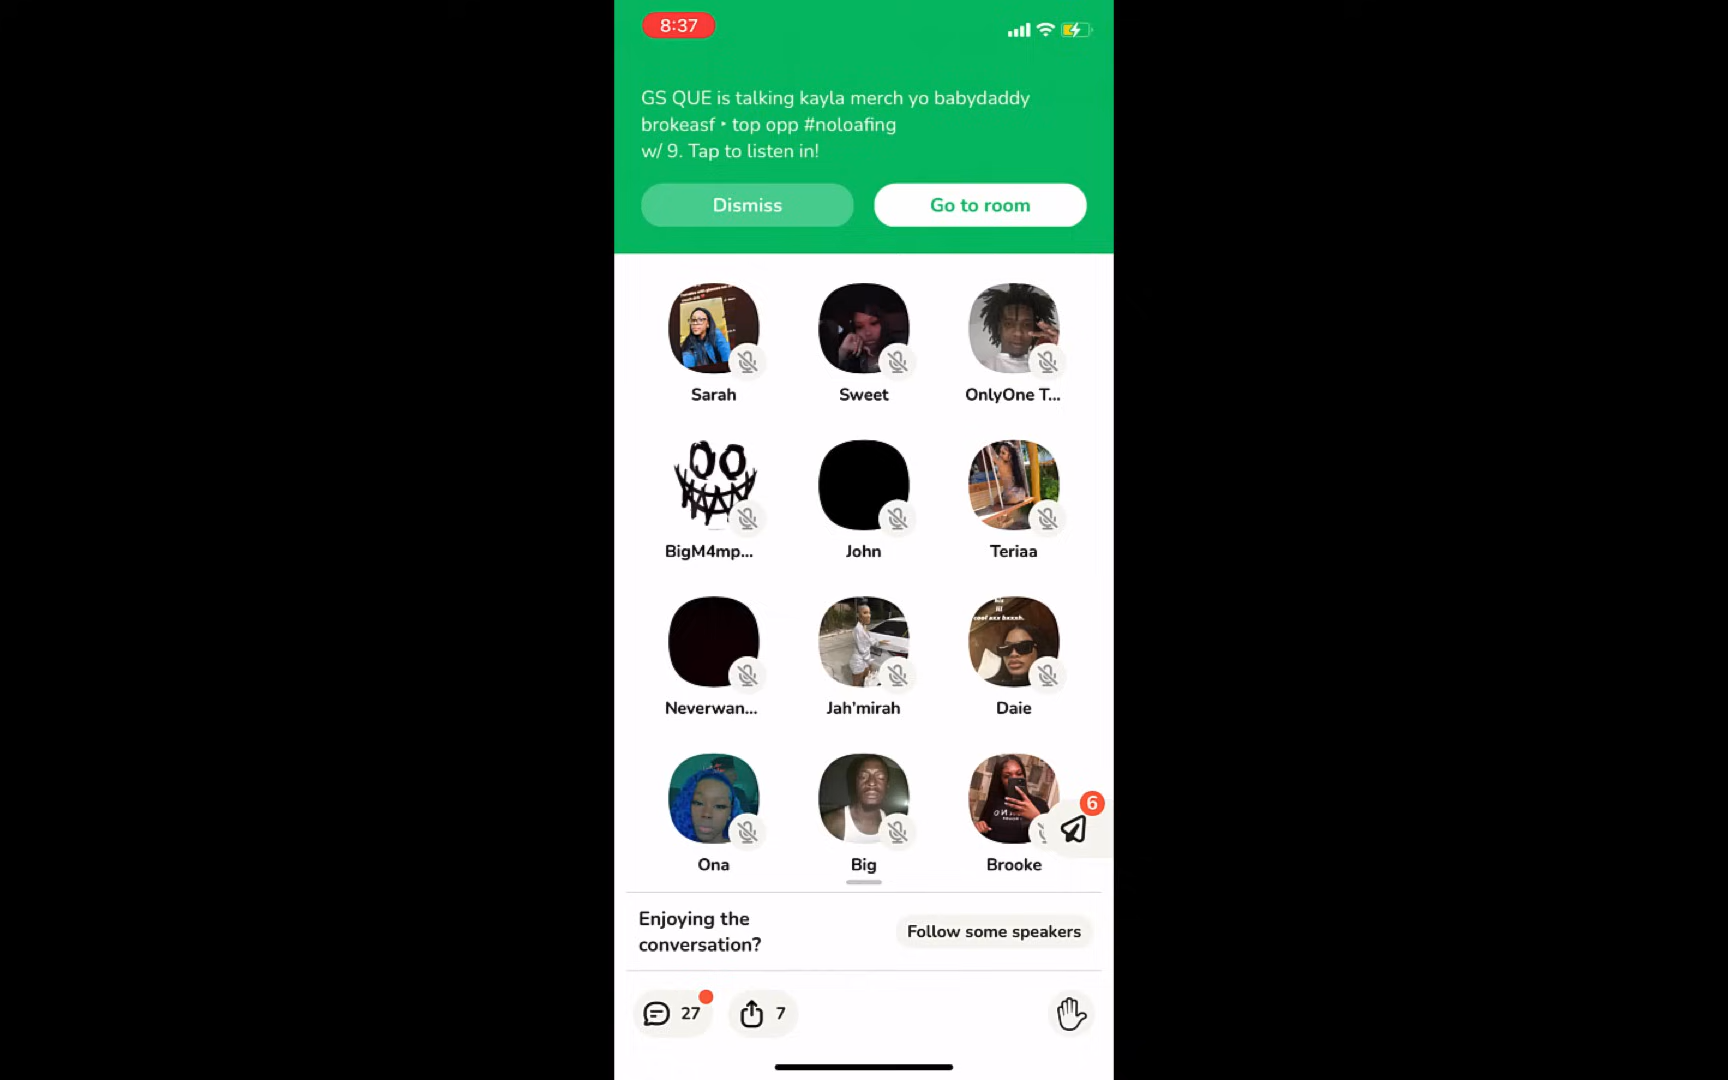 8:37
GS QUE is talking kayla merch yo babydaddy
brokeasf • top opp #noloafing
w/ 9. Tap to listen in!
Dismiss
Go to room
Sarah
Sweet
OnlyOne T...
BigM4mp...
John
Teriaa
Neverwan...
Jah'mirah
Daie
Ona
Big
Brooke
6
Enjoying the
conversation?
Follow some speakers
27
7